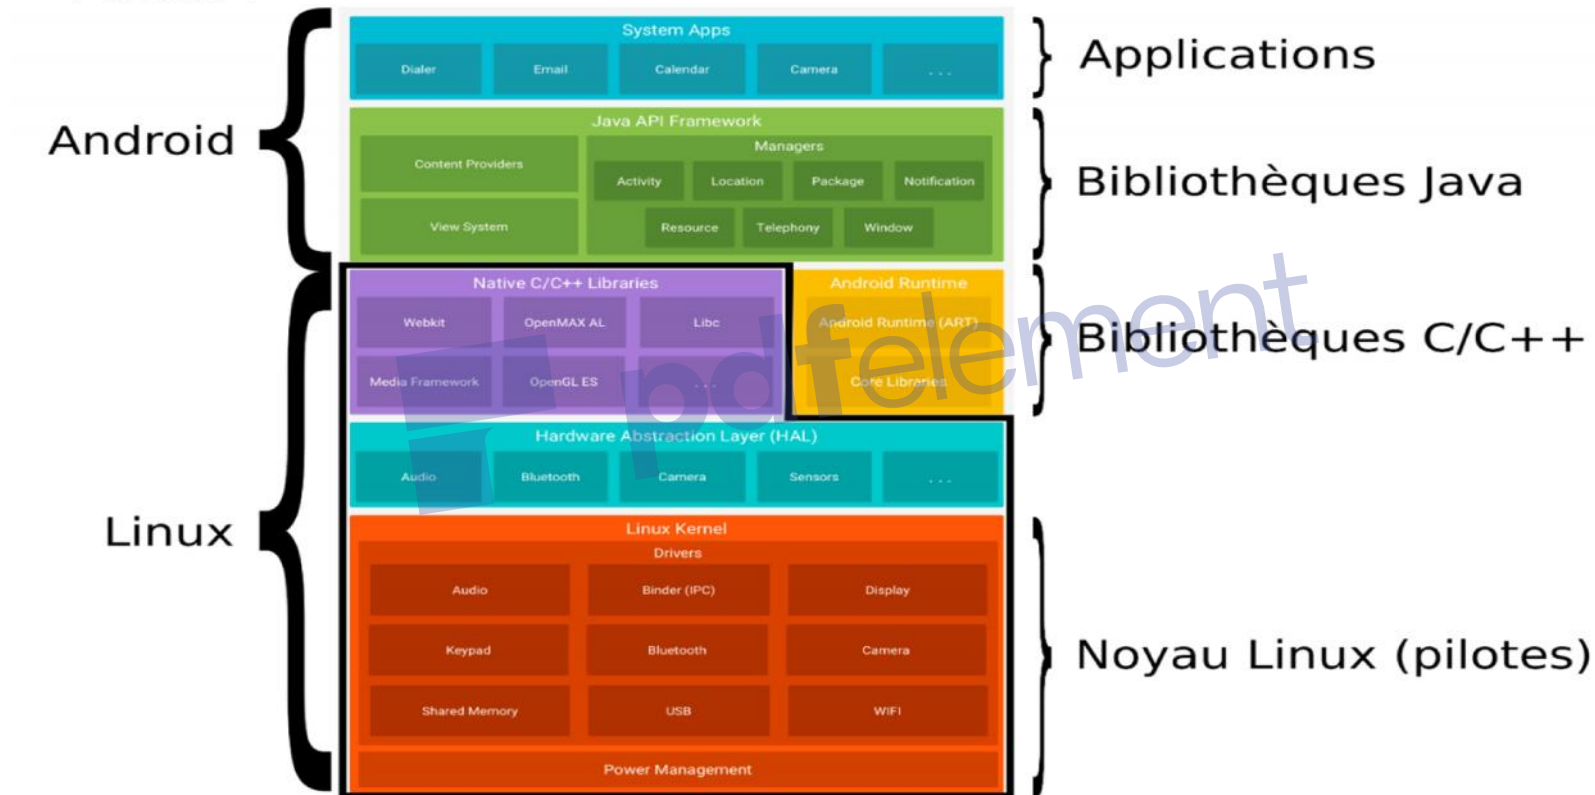 System Apps
Dialer Email Calendar Camera ...
Applications
Android
Java API Framework
Content Providers
View System
Managers
Activity Location Package Notification
Resource Telephony Window
Bibliothèques Java
Native C/C++ Libraries
Webkit OpenMAX AL Libc
Media Framework OpenGL ES ...
Android Runtime
Android Runtime (ART)
Core Libraries
Bibliothèques C/C++
pdfelement
Linux
Hardware Abstraction Layer (HAL)
Audio Bluetooth Camera Sensors ...
Linux Kernel
Drivers
Audio Binder (IPC) Display
Keypad Bluetooth Camera
Shared Memory USB WIFI
Power Management
Noyau Linux (pilotes)